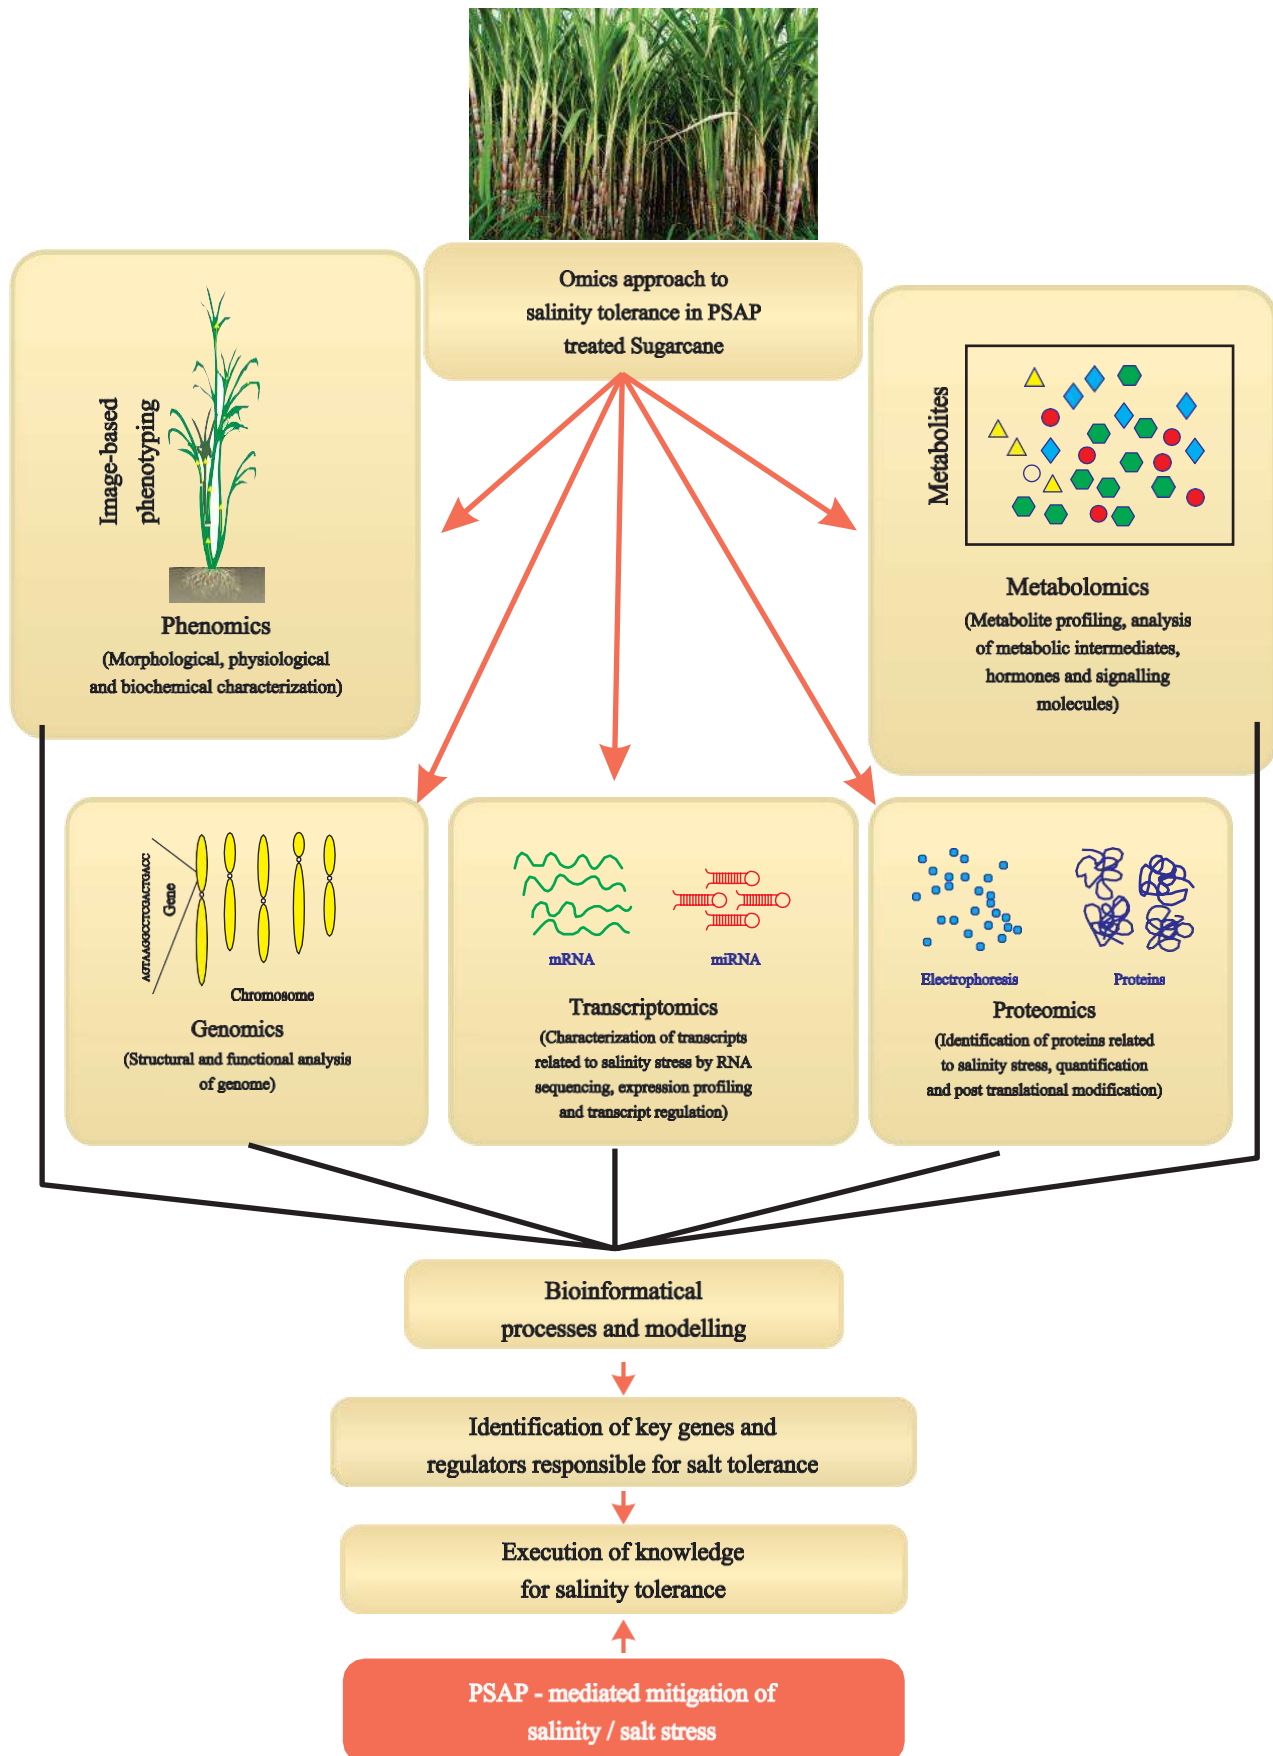 Omics approach to
salinity tolerance in PSAP
treated Sugarcane
Image-based
phenotyping
Phenomics
(Morphological, physiological
and biochemical characterization)
Metabolites
Metabolomics
(Metabolite profiling, analysis
of metabolic intermediates,
hormones and signalling
molecules)
AGTAAGGCCTCGACTGACC
Gene
Chromosome
Genomics
(Structural and functional analysis
of genome)
mRNA
miRNA
Transcriptomics
(Characterization of transcripts
related to salinity stress by RNA
sequencing, expression profiling
and transcript regulation)
Electrophoresis
Proteins
Proteomics
(Identification of proteins related
to salinity stress, quantification
and post translational modification)
Bioinformatical
processes and modelling
Identification of key genes and
regulators responsible for salt tolerance
Execution of knowledge
for salinity tolerance
PSAP - mediated mitigation of
salinity / salt stress